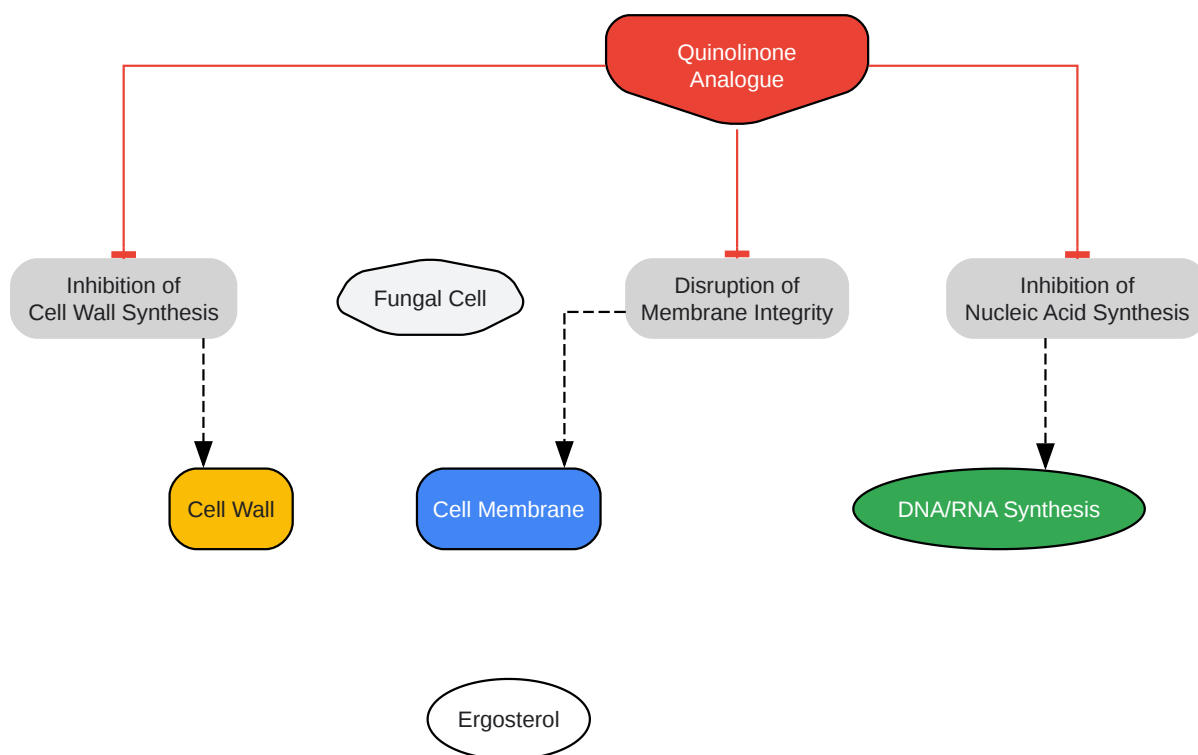 Quinolinone
Analogue
Inhibition of
Cell Wall Synthesis
Fungal Cell
Disruption of
Membrane Integrity
Inhibition of
Nucleic Acid Synthesis
Cell Wall
Cell Membrane
DNA/RNA Synthesis
Ergosterol